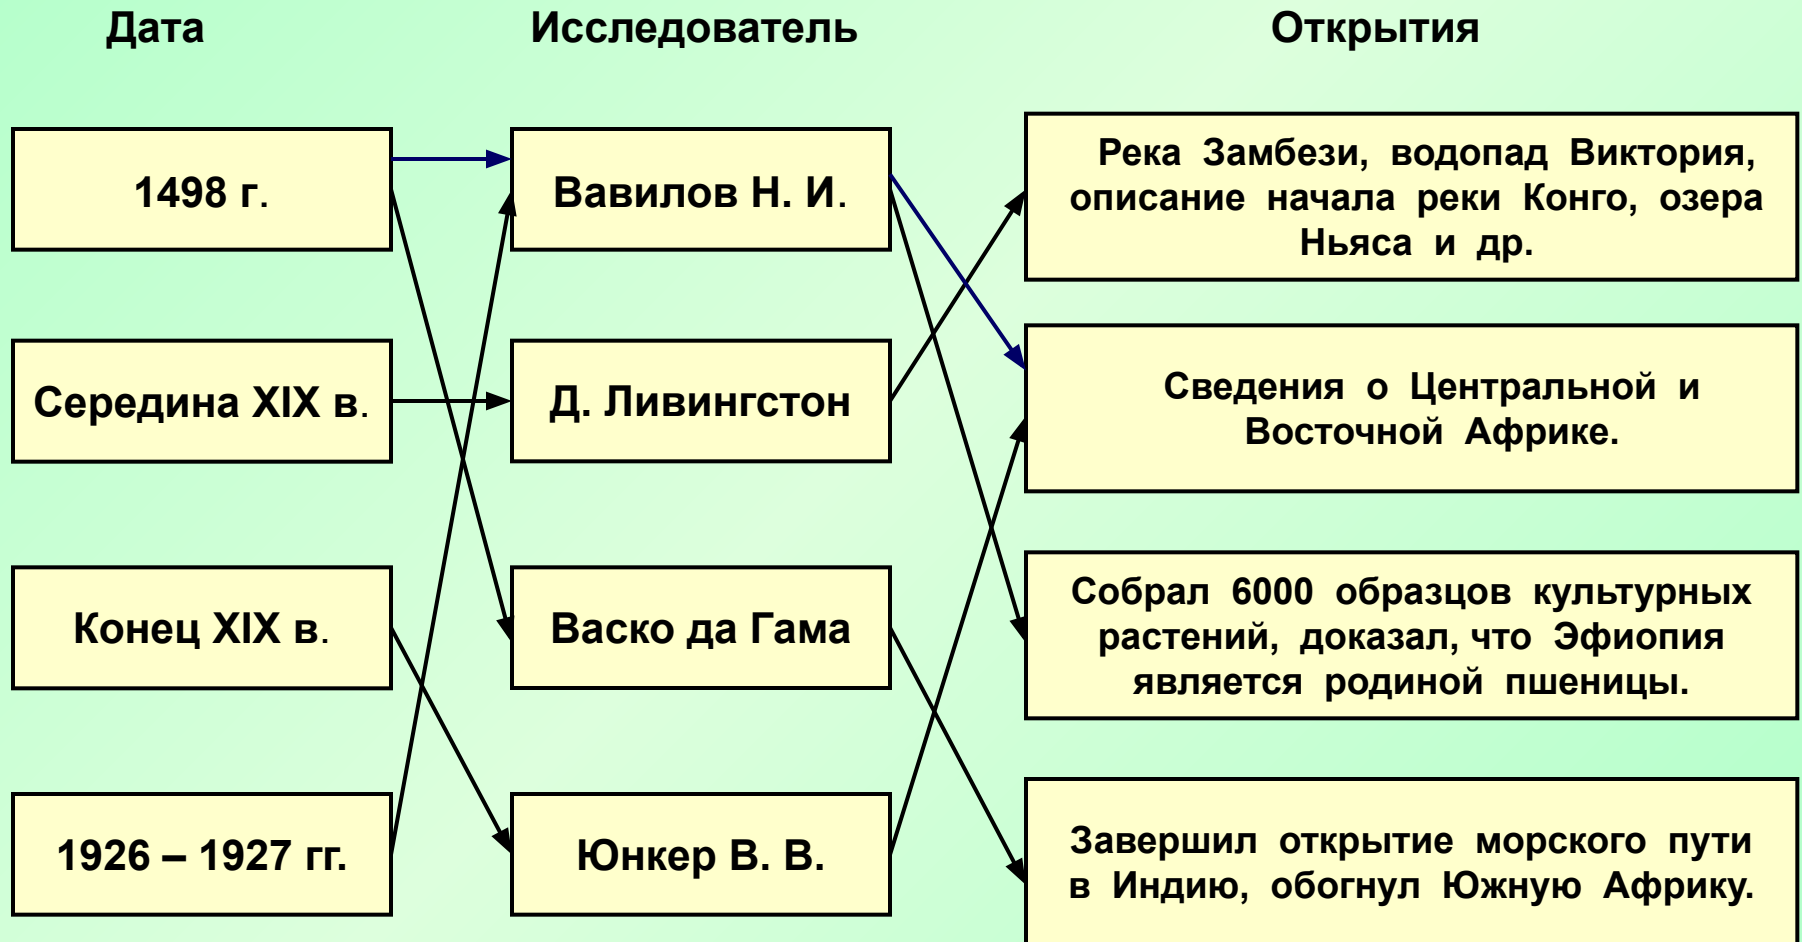 Дата Исследователь Открытия
1498 г.
Вавилов Н. И.
Река Замбези, водопад Виктория,
описание начала реки Конго, озера
Ньяса и др.
Середина XIX в.
Д. Ливингстон
Сведения о Центральной и
Восточной Африке.
Конец XIX в.
Васко да Гама
Собрал 6000 образцов культурных
растений, доказал, что Эфиопия
является родиной пшеницы.
1926 – 1927 гг.
Юнкер В. В.
Завершил открытие морского пути
в Индию, обогнул Южную Африку.